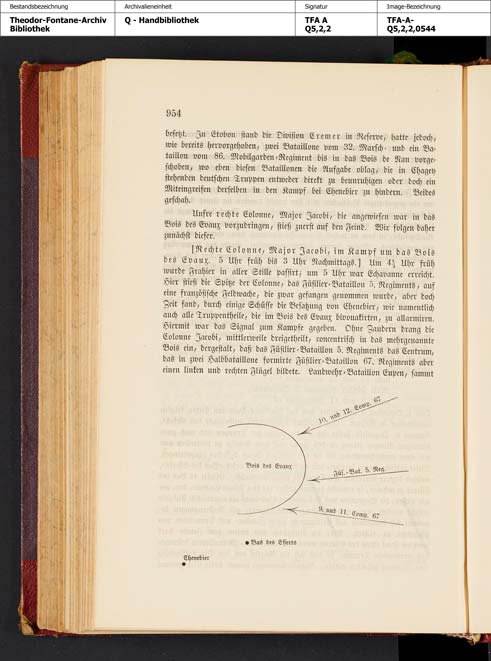 Bestandsbezeichnung
Archivalieneinheit
Signatur
Image-Bezeichnung
Theodor-Fontane-Archiv
Bibliothek
Q - Handbibliothek
TFA A
Q5,2,2
TFA-A-
Q5,2,2,0544
954
besetzt. In Etobon stand die Division Cremer in Reserve, hatte jedoch,
wie bereits hervorgehoben, zwei Bataillone vom 32. Marsch- und ein Ba-
taillon vom 86. Mobilgarden-Regiment bis in das Bois de Nan vorge-
schoben, wo eben diesen Bataillonen die Aufgabe oblag, die in Chagey
stehenden deutschen Truppen entweder direkt zu beunruhigen oder doch ein
Miteingreifen derselben in den Kampf bei Chenebier zu hindern. Beides
geschah.
Unsre rechte Colonne, Major Jacobi, die angewiesen war in das
Bois des Evaux vorzudringen, stieß zuerst auf den Feind. Wir folgen daher
zunächst dieser.
[Rechte Colonne, Major Jacobi, im Kampf um das Bois
des Evaux. 5 Uhr früh bis 3 Uhr Nachmittags.] Um 4½ Uhr früh
wurde Frahier in aller Stille passirt; um 5 Uhr war Echavanne erreicht.
Hier stieß die Spitze der Colonne, das Füsilier-Bataillon 5. Regiments, auf
eine französische Feldwache, die zwar gefangen genommen wurde, aber doch
Zeit fand, durch einige Schüsse die Besatzung von Chenebier, wie namentlich
auch alle Truppentheile, die im Bois des Evaux bivouakirten, zu allarmiren.
Hiermit war das Signal zum Kampfe gegeben. Ohne Zaudern drang die
Colonne Jacobi, mittlerweile dreigetheilt, concentrisch in das mehrgenannte
Bois ein, dergestalt, daß das Füsilier-Bataillon 5. Regiments das Centrum,
das in zwei Halbbataillone formirte Füsilier-Bataillon 67. Regiments aber
einen linken und rechten Flügel bildete. Landwehr-Bataillon Eupen, sammt
10. und 12. Comp. 67
Bois des Evaux
Füs.-Bat. 5. Reg.
9. und 11. Comp. 67
Bas des Esserts
Chenebier